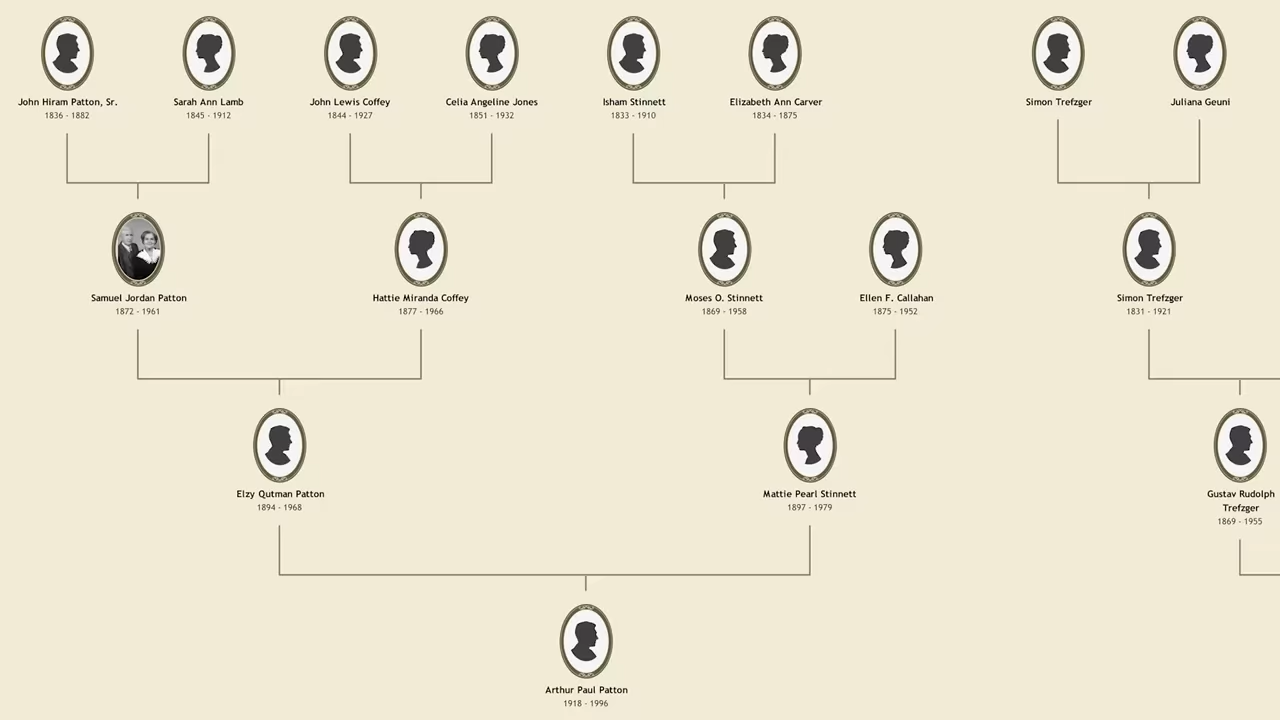 John Hiram Patton, Sr.
1836 - 1882
Sarah Ann Lamb
1845 - 1912
John Lewis Coffey
1844 - 1927
Celia Angeline Jones
1851 - 1932
Isham Stinnett
1833 - 1910
Elizabeth Ann Carver
1834 - 1875
Simon Trefzger
Juliana Geuni
Samuel Jordan Patton
1872 - 1961
Hattie Miranda Coffey
1877 - 1966
Moses O. Stinnett
1869 - 1958
Ellen F. Callahan
1875 - 1952
Simon Trefzger
1831 - 1921
Elzy Qutman Patton
1894 - 1968
Mattie Pearl Stinnett
1897 - 1979
Gustav Rudolph
Trefzger
1869 - 1955
Arthur Paul Patton
1918 - 1996